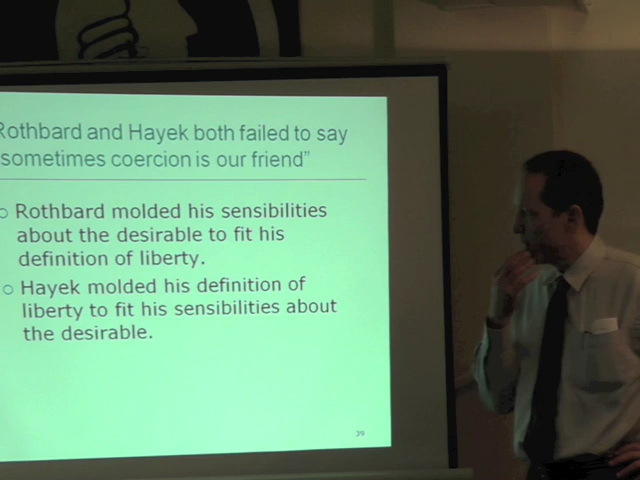 Rothbard and Hayek both failed to say
sometimes coercion is our friend”
○ Rothbard molded his sensibilities
about the desirable to fit his
definition of liberty.
○ Hayek molded his definition of
liberty to fit his sensibilities about
the desirable.
39